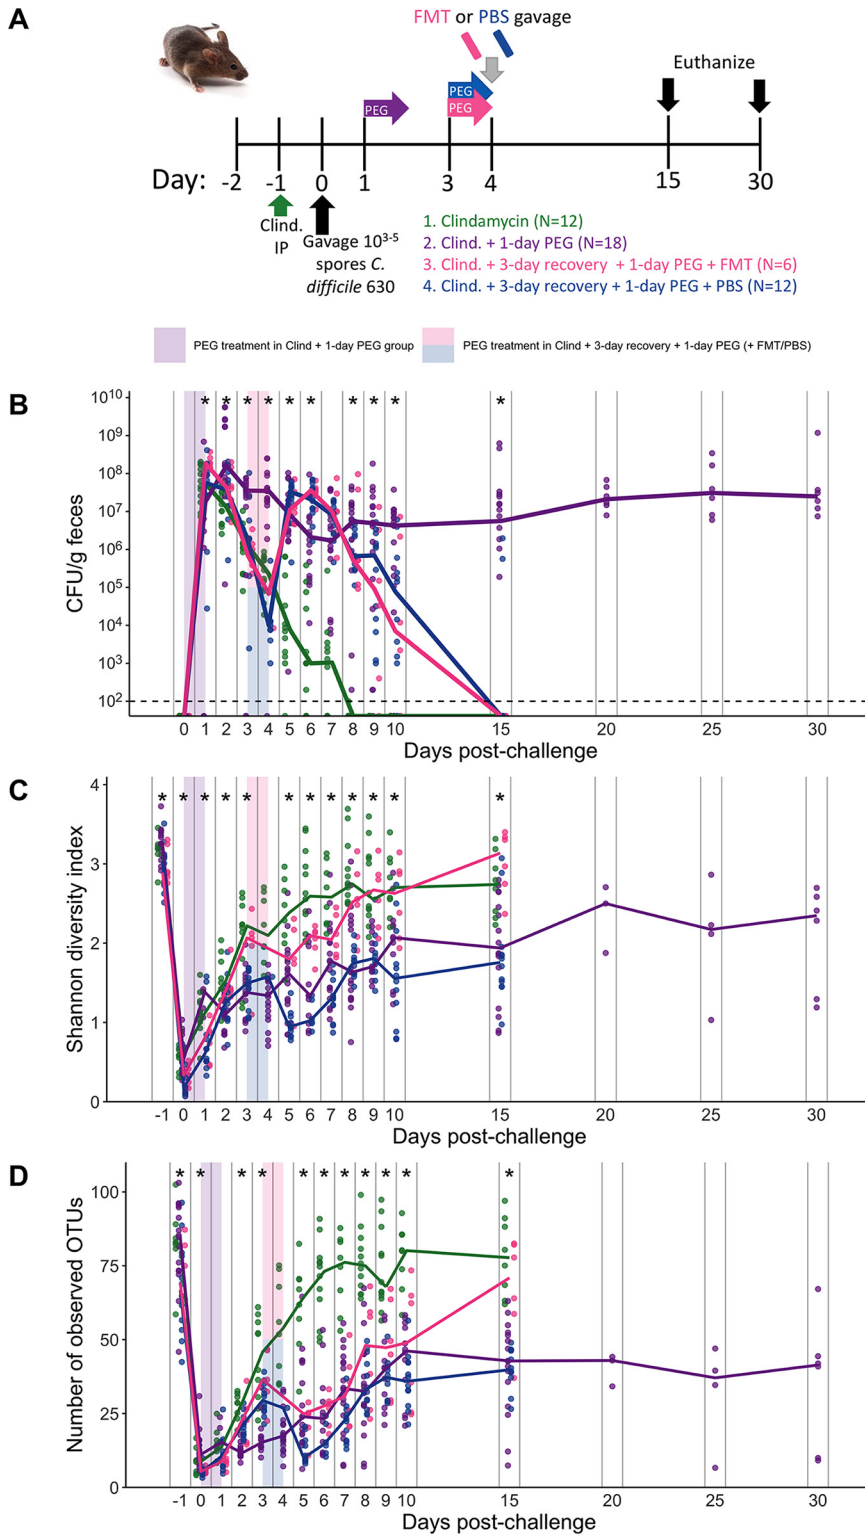 A
FMT or PBS gavage
Euthanize
PEG
PEG
PEG
Day: -2 -1 0 1 3 4 15 30
Clind.
IP
Gavage 10³⁻⁵
spores C.
difficile 630
1. Clindamycin (N=12)
2. Clind. + 1-day PEG (N=18)
3. Clind. + 3-day recovery + 1-day PEG + FMT (N=6)
4. Clind. + 3-day recovery + 1-day PEG + PBS (N=12)
PEG treatment in Clind + 1-day PEG group
PEG treatment in Clind + 3-day recovery + 1-day PEG (+ FMT/PBS)
B
CFU/g feces
10¹⁰
10⁹
10⁸
10⁷
10⁶
10⁵
10⁴
10³
10²
* * * * * * * * * *
0 1 2 3 4 5 6 7 8 9 10 15 20 25 30
Days post-challenge
C
Shannon diversity index
4
3
2
1
0
* * * * * * * * * * * *
-1 0 1 2 3 4 5 6 7 8 9 10 15 20 25 30
Days post-challenge
D
Number of observed OTUs
100
75
50
25
0
* * * * * * * * * * *
-1 0 1 2 3 4 5 6 7 8 9 10 15 20 25 30
Days post-challenge